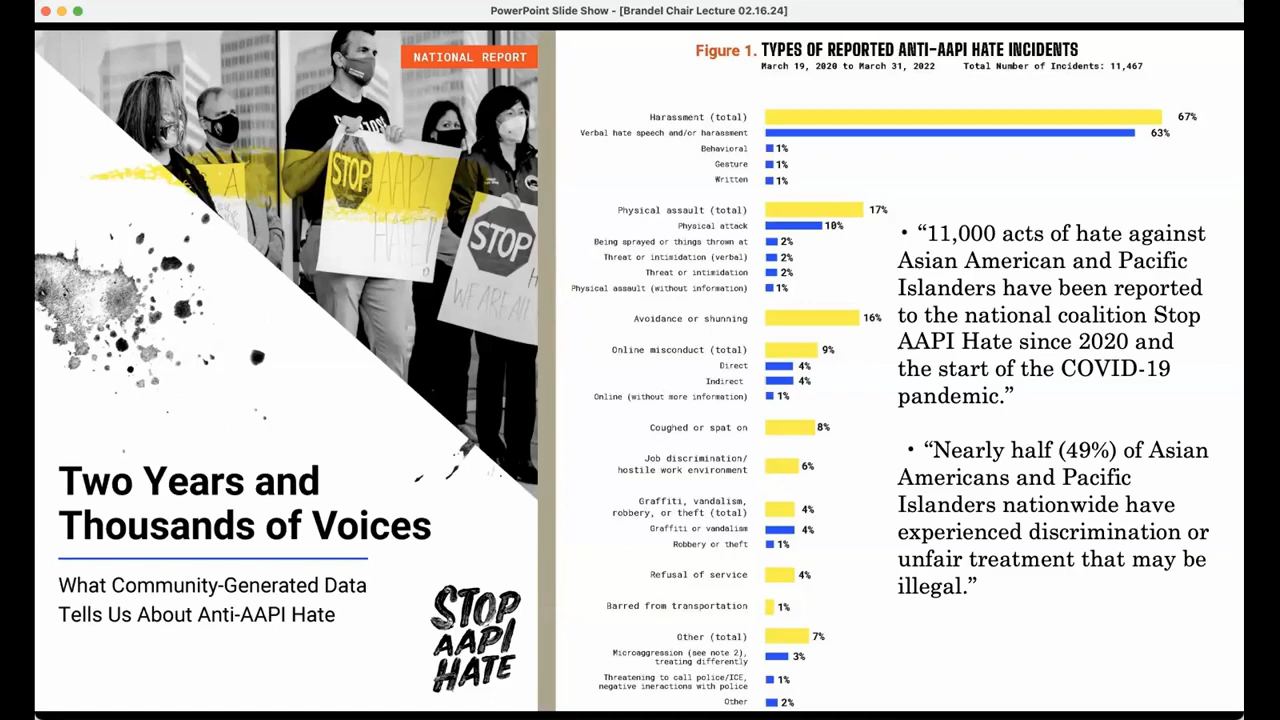 PowerPoint Slide Show - [Brandel Chair Lecture 02.16.24]
NATIONAL REPORT
STOP AAPI
HATE!!
A
STOP
H
WE ARE ALL
Two Years and
Thousands of Voices
What Community-Generated Data
Tells Us About Anti-AAPI Hate
STOP
AAPI
HATE
Figure 1. TYPES OF REPORTED ANTI-AAPI HATE INCIDENTS
March 19, 2020 to March 31, 2022 Total Number of Incidents: 11,467
Harassment (total) 67%
Verbal hate speech and/or harassment 63%
Behavioral 1%
Gesture 1%
Written 1%
Physical assault (total) 17%
Physical attack 10%
Being sprayed or things thrown at 2%
Threat or intimidation (verbal) 2%
Threat or intimidation 2%
Physical assault (without information) 1%
Avoidance or shunning 16%
Online misconduct (total) 9%
Direct 4%
Indirect 4%
Online (without more information) 1%
Coughed or spat on 8%
Job discrimination/
hostile work environment 6%
Graffiti, vandalism,
robbery, or theft (total) 4%
Graffiti or vandalism 4%
Robbery or theft 1%
Refusal of service 4%
Barred from transportation 1%
Other (total) 7%
Microaggression (see note 2),
treating differently 3%
Threatening to call police/ICE,
negative ineractions with police 1%
Other 2%
• “11,000 acts of hate against
Asian American and Pacific
Islanders have been reported
to the national coalition Stop
AAPI Hate since 2020 and
the start of the COVID-19
pandemic.”
• “Nearly half (49%) of Asian
Americans and Pacific
Islanders nationwide have
experienced discrimination or
unfair treatment that may be
illegal.”